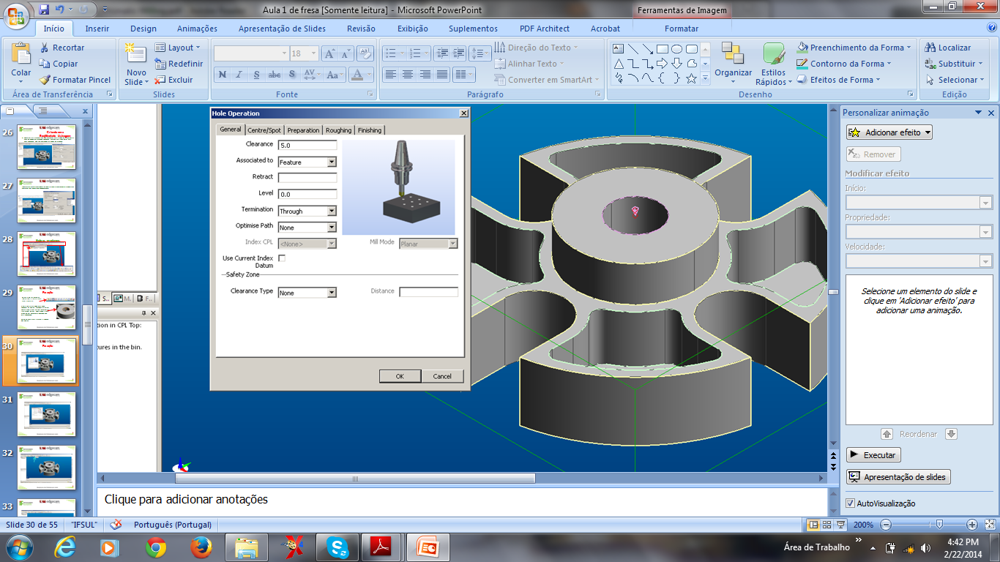 Aula 1 de fresa [Somente leitura] - Microsoft PowerPoint
Ferramentas de Imagem
Início Inserir Design Animações Apresentação de Slides Revisão Exibição Suplementos PDF Architect Acrobat Formatar
Colar
Recortar
Copiar
Formatar Pincel
Área de Transferência
Novo Slide
Layout
Redefinir
Excluir
Slides
18
N I S abc S AV Aa A
Fonte
Direção do Texto
Alinhar Texto
Converter em SmartArt
Parágrafo
Organizar
Estilos Rápidos
Preenchimento da Forma
Contorno da Forma
Efeitos de Forma
Desenho
Localizar
Substituir
Selecionar
Edição
26
27
28
29
30
31
32
33
S.. M. F..
tion in CPL Top:
ures in the bin.
Hole Operation
General Centre/Spot Preparation Roughing Finishing
Clearance 5.0
Associated to Feature
Retract
Level 0.0
Termination Through
Optimise Path None
Index CPL <None> Mill Mode Planar
Use Current Index
Datum
Safety Zone
Clearance Type None Distance
OK Cancel
Personalizar animação
Adicionar efeito
Remover
Modificar efeito
Início:
Propriedade:
Velocidade:
Selecione um elemento do slide e
clique em 'Adicionar efeito' para
adicionar uma animação.
Reordenar
Executar
Apresentação de slides
AutoVisualização
Clique para adicionar anotações
Slide 30 de 55 "IFSUL" Português (Portugal) 200%
Área de Trabalho
4:42 PM
2/22/2014